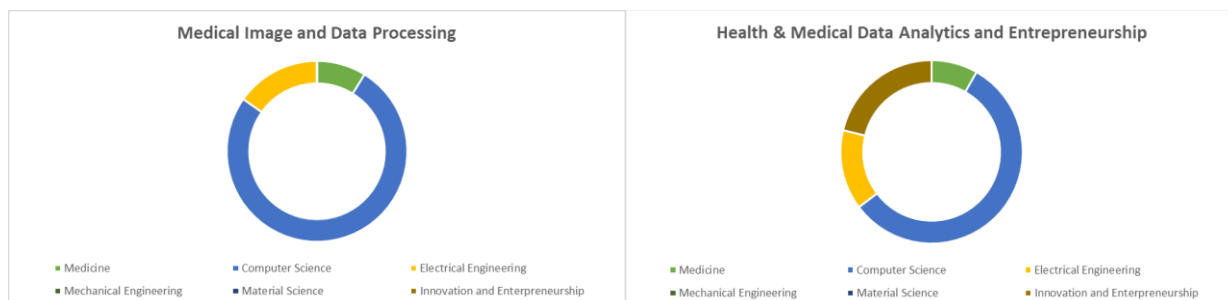 Medical Image and Data Processing
Medicine
Computer Science
Electrical Engineering
Mechanical Engineering
Material Science
Innovation and Enterpreneurship
Health & Medical Data Analytics and Entrepreneurship
Medicine
Computer Science
Electrical Engineering
Mechanical Engineering
Material Science
Innovation and Enterpreneurship